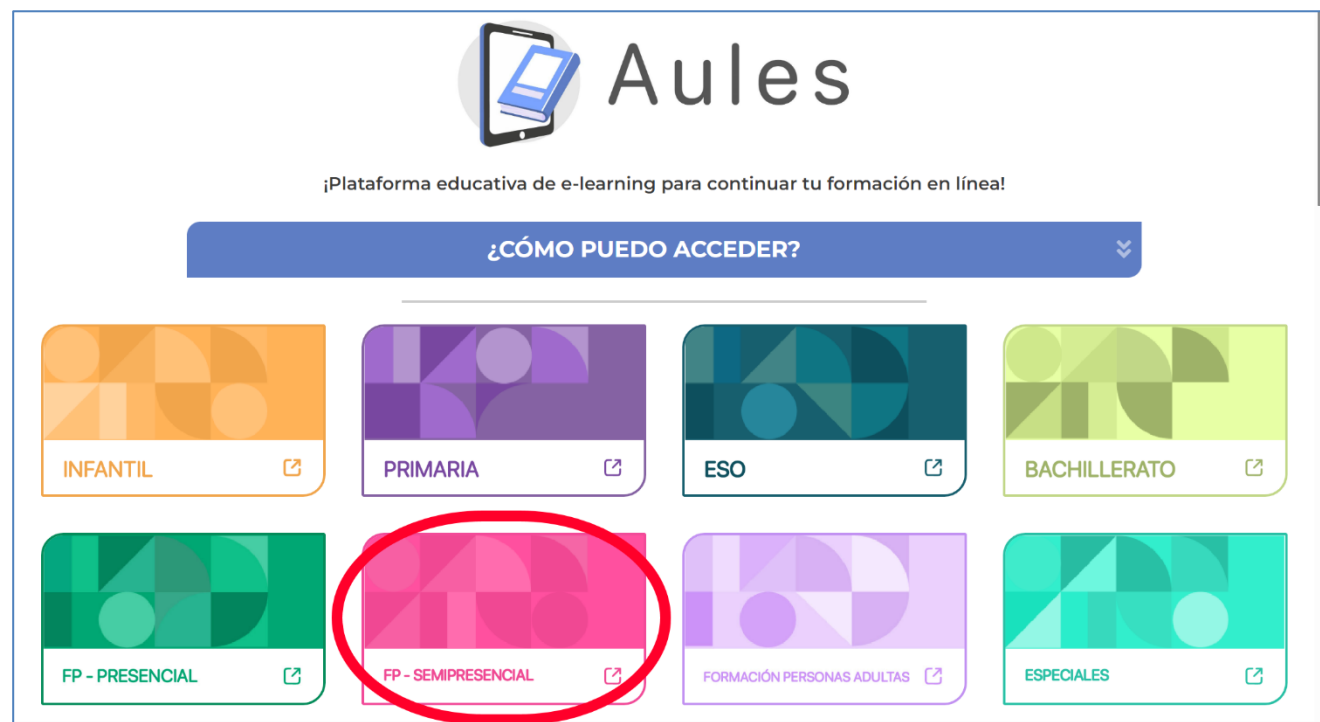 Aules
¡Plataforma educativa de e-learning para continuar tu formación en línea!
¿CÓMO PUEDO ACCEDER?
INFANTIL
PRIMARIA
ESO
BACHILLERATO
FP - PRESENCIAL
FP - SEMIPRESENCIAL
FORMACIÓN PERSONAS ADULTAS
ESPECIALES